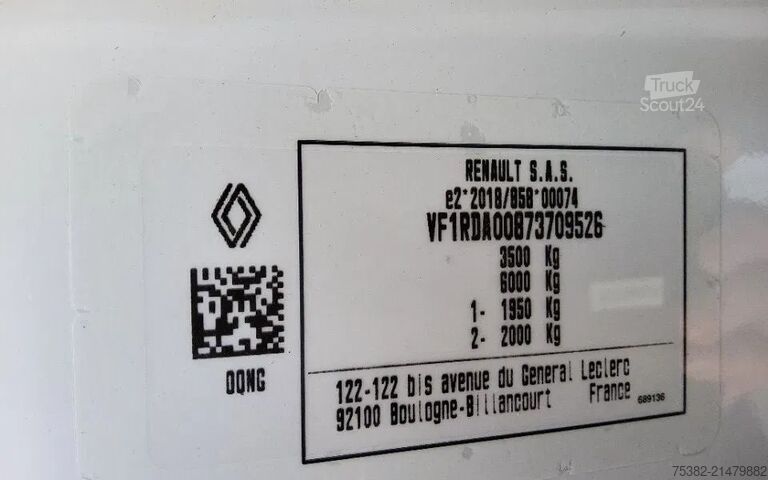 Truck
Scout24
RENAULT S.A.S.
e2*2018/858*00074
VF1RDA00873709526
3500 Kg
6000 Kg
1- 1950 Kg
2- 2000 Kg
OQNG
122-122 bis avenue du General Leclerc
92100 Boulogne-Billancourt France
689136
75382-21479882